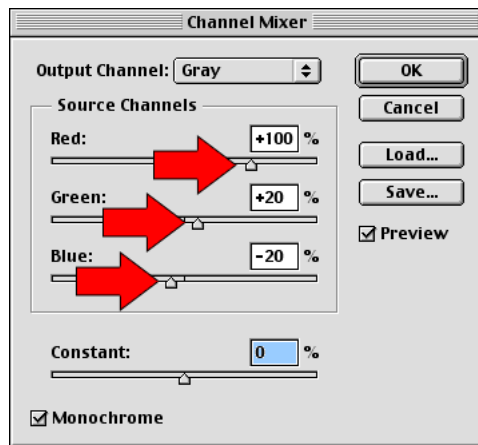 Channel Mixer
Output Channel: Gray
OK
Cancel
Load...
Save...
Preview
Source Channels
Red: +100 %
Green: +20 %
Blue: -20 %
Constant: 0 %
Monochrome